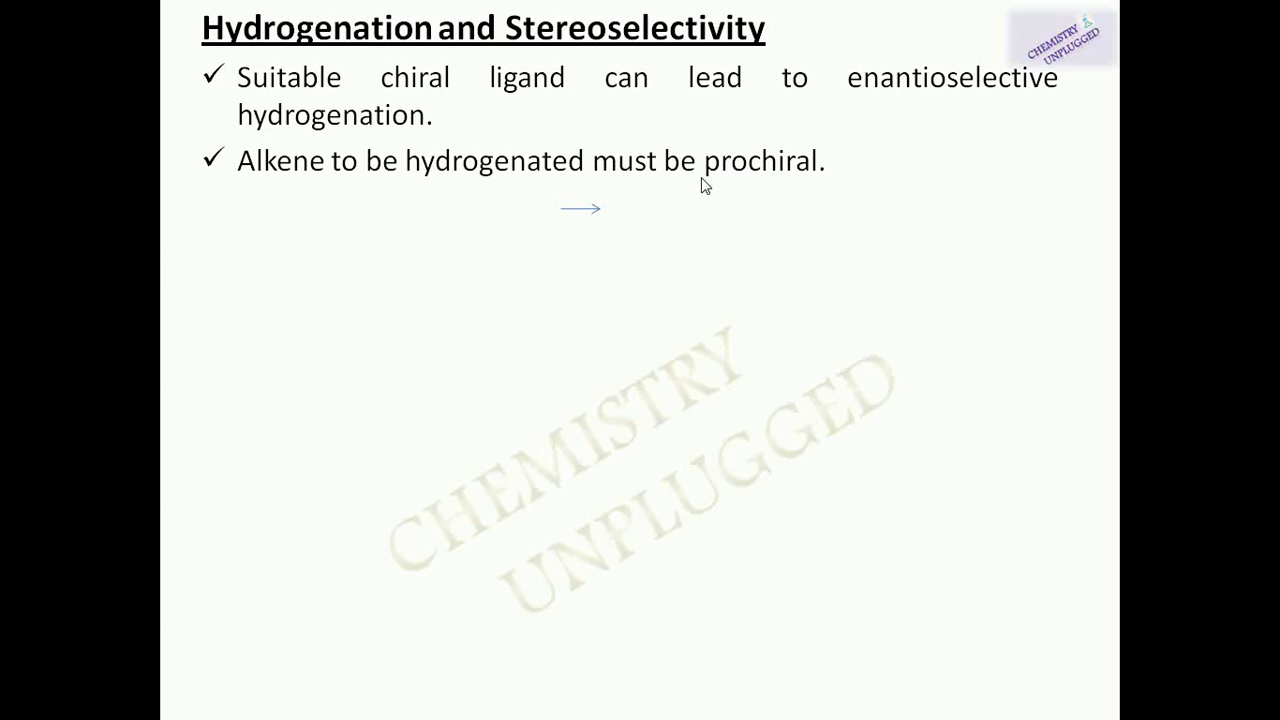 Hydrogenation and Stereoselectivity
CHEMISTRY
UNPLUGGED
✓ Suitable chiral ligand can lead to enantioselective
hydrogenation.
✓ Alkene to be hydrogenated must be prochiral.
CHEMISTRY
UNPLUGGED